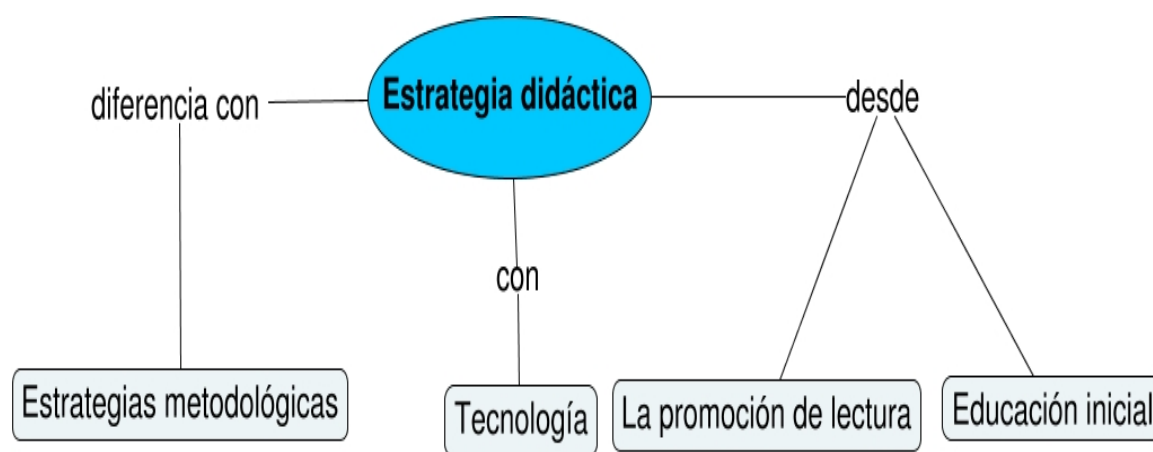 Estrategia didáctica
diferencia con
desde
con
Estrategias metodológicas
Tecnología
La promoción de lectura
Educación inicial